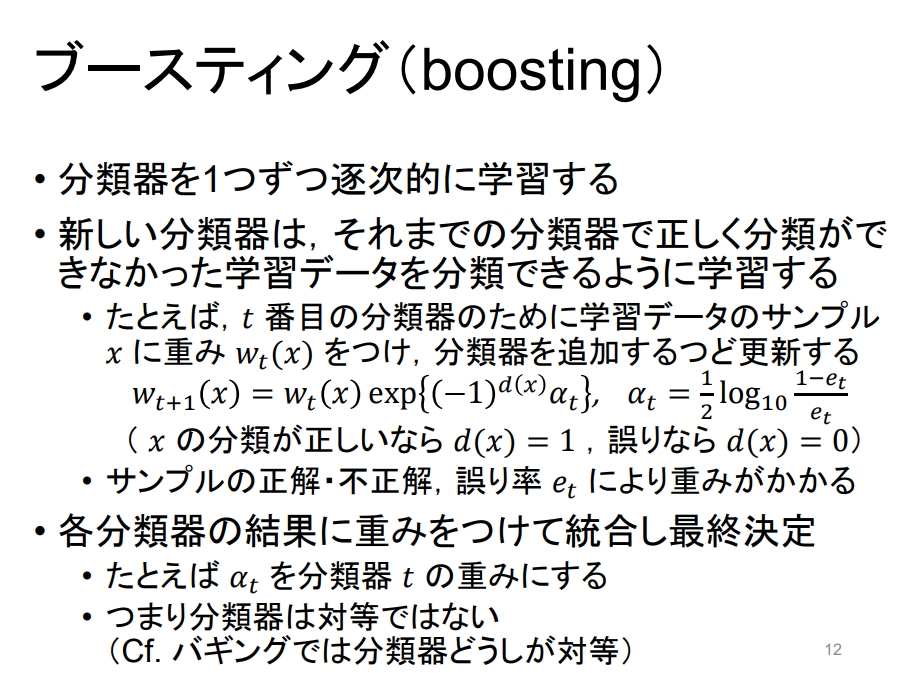 ブースティング（boosting）
• 分類器を1つずつ逐次的に学習する
• 新しい分類器は，それまでの分類器で正しく分類がで
きなかった学習データを分類できるように学習する
• たとえば，t 番目の分類器のために学習データのサンプル
x に重み w_t(x) をつけ，分類器を追加するつど更新する
w_{t+1}(x) = w_t(x) exp{(−1)^{d(x)} α_t}, α_t = 1/2 log_{10} (1−e_t)/e_t
（ x の分類が正しいなら d(x) = 1 ，誤りなら d(x) = 0）
• サンプルの正解・不正解，誤り率 e_t により重みがかかる
• 各分類器の結果に重みをつけて統合し最終決定
• たとえば α_t を分類器 t の重みにする
• つまり分類器は対等ではない
（Cf. バギングでは分類器どうしが対等）
12